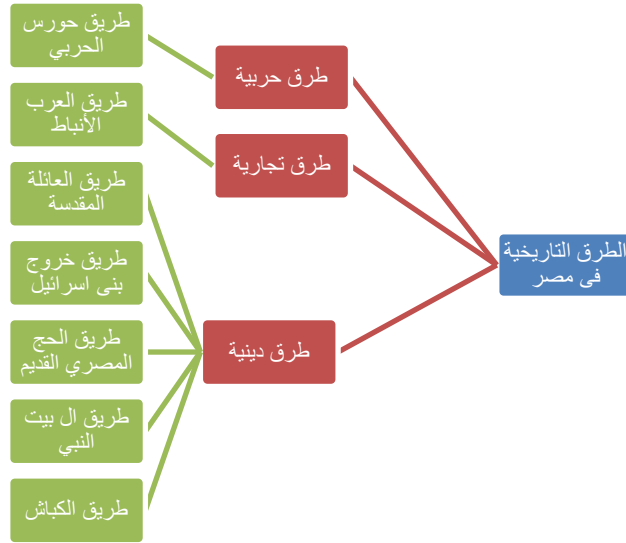 الطرق التاريخية
فى مصر
طرق حربية
طريق حورس
الحربي
طرق تجارية
طريق العرب
الأنباط
طرق دينية
طريق العائلة
المقدسة
طريق خروج
بنى اسرائيل
طريق الحج
المصري القديم
طريق ال بيت
النبي
طريق الكباش